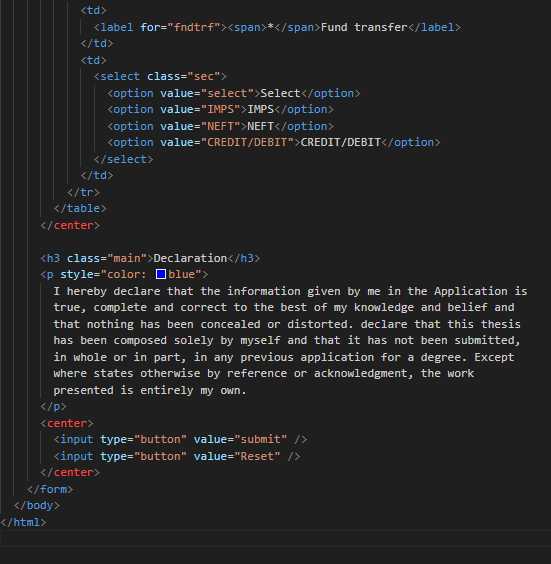 <td>
<label for="fndtrf"><span>*</span>Fund transfer</label>
</td>
<td>
<select class="sec">
<option value="select">Select</option>
<option value="IMPS">IMPS</option>
<option value="NEFT">NEFT</option>
<option value="CREDIT/DEBIT">CREDIT/DEBIT</option>
</select>
</td>
</tr>
</table>
</center>
<h3 class="main">Declaration</h3>
<p style="color: blue">
I hereby declare that the information given by me in the Application is
true, complete and correct to the best of my knowledge and belief and
that nothing has been concealed or distorted. declare that this thesis
has been composed solely by myself and that it has not been submitted,
in whole or in part, in any previous application for a degree. Except
where states otherwise by reference or acknowledgment, the work
presented is entirely my own.
</p>
<center>
<input type="button" value="submit" />
<input type="button" value="Reset" />
</center>
</form>
</body>
</html>